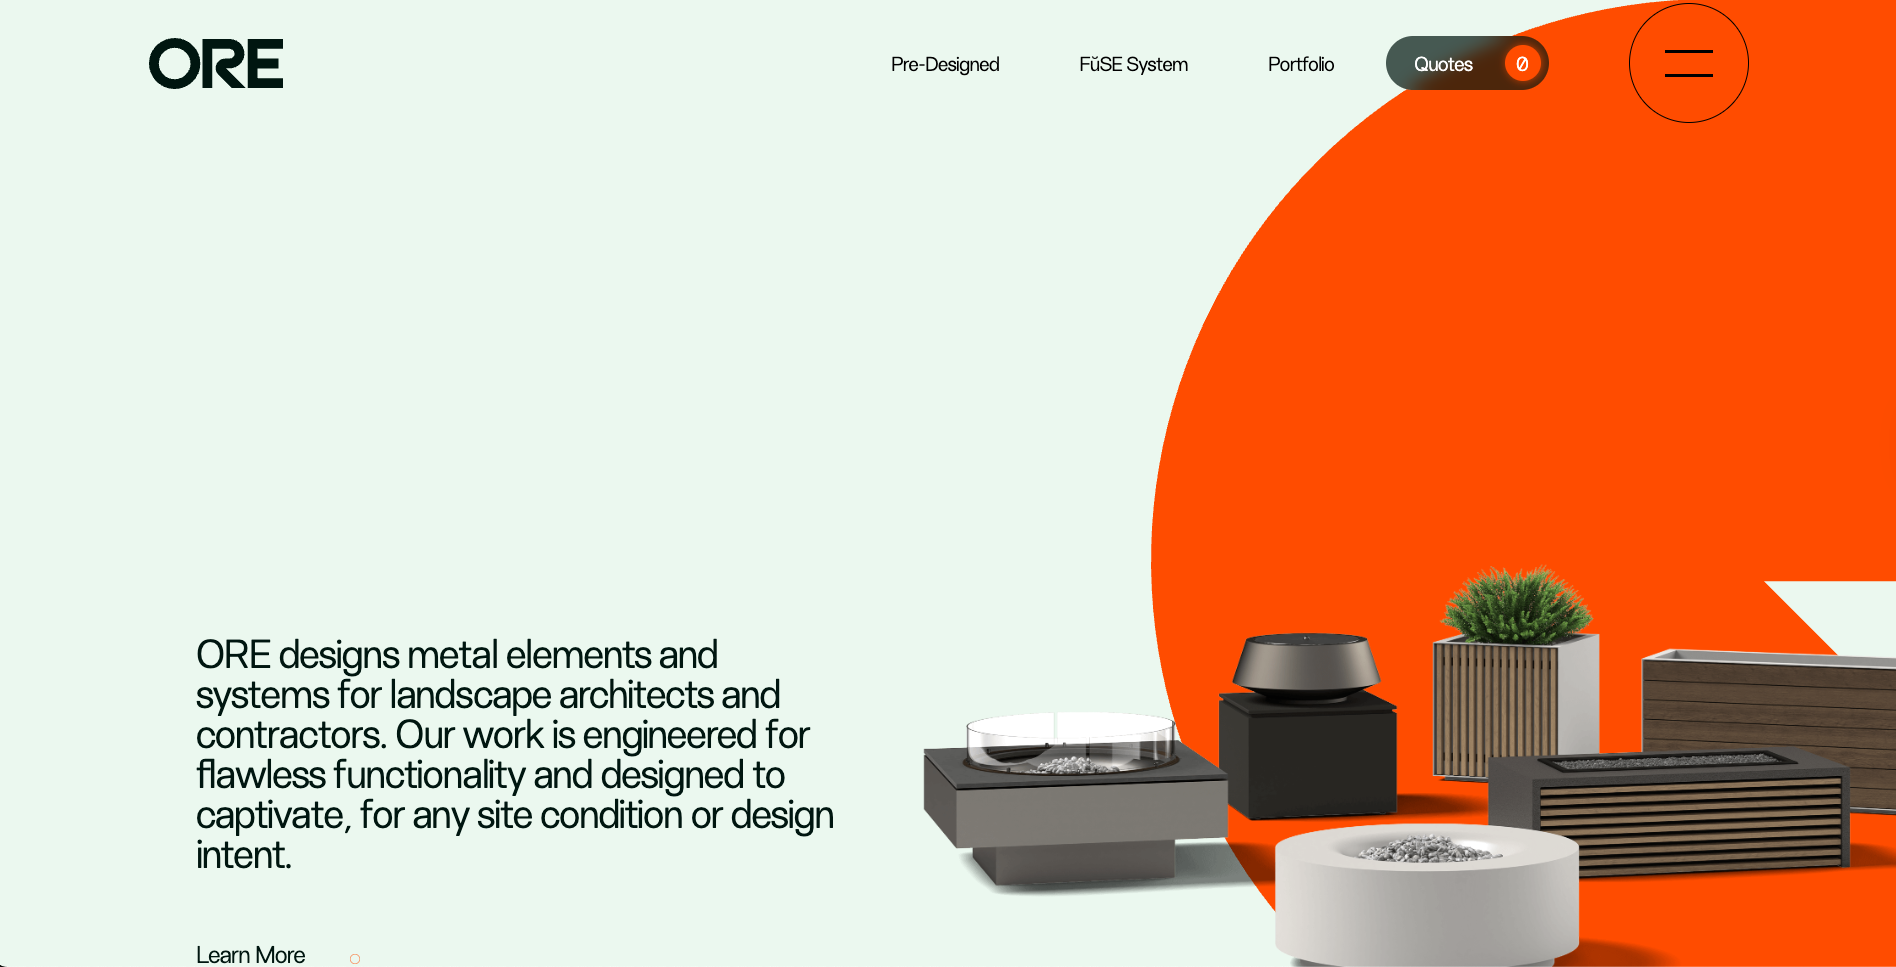 ORE
Pre-Designed
FŭSE System
Portfolio
Quotes 0
ORE designs metal elements and
systems for landscape architects and
contractors. Our work is engineered for
flawless functionality and designed to
captivate, for any site condition or design
intent.
Learn More